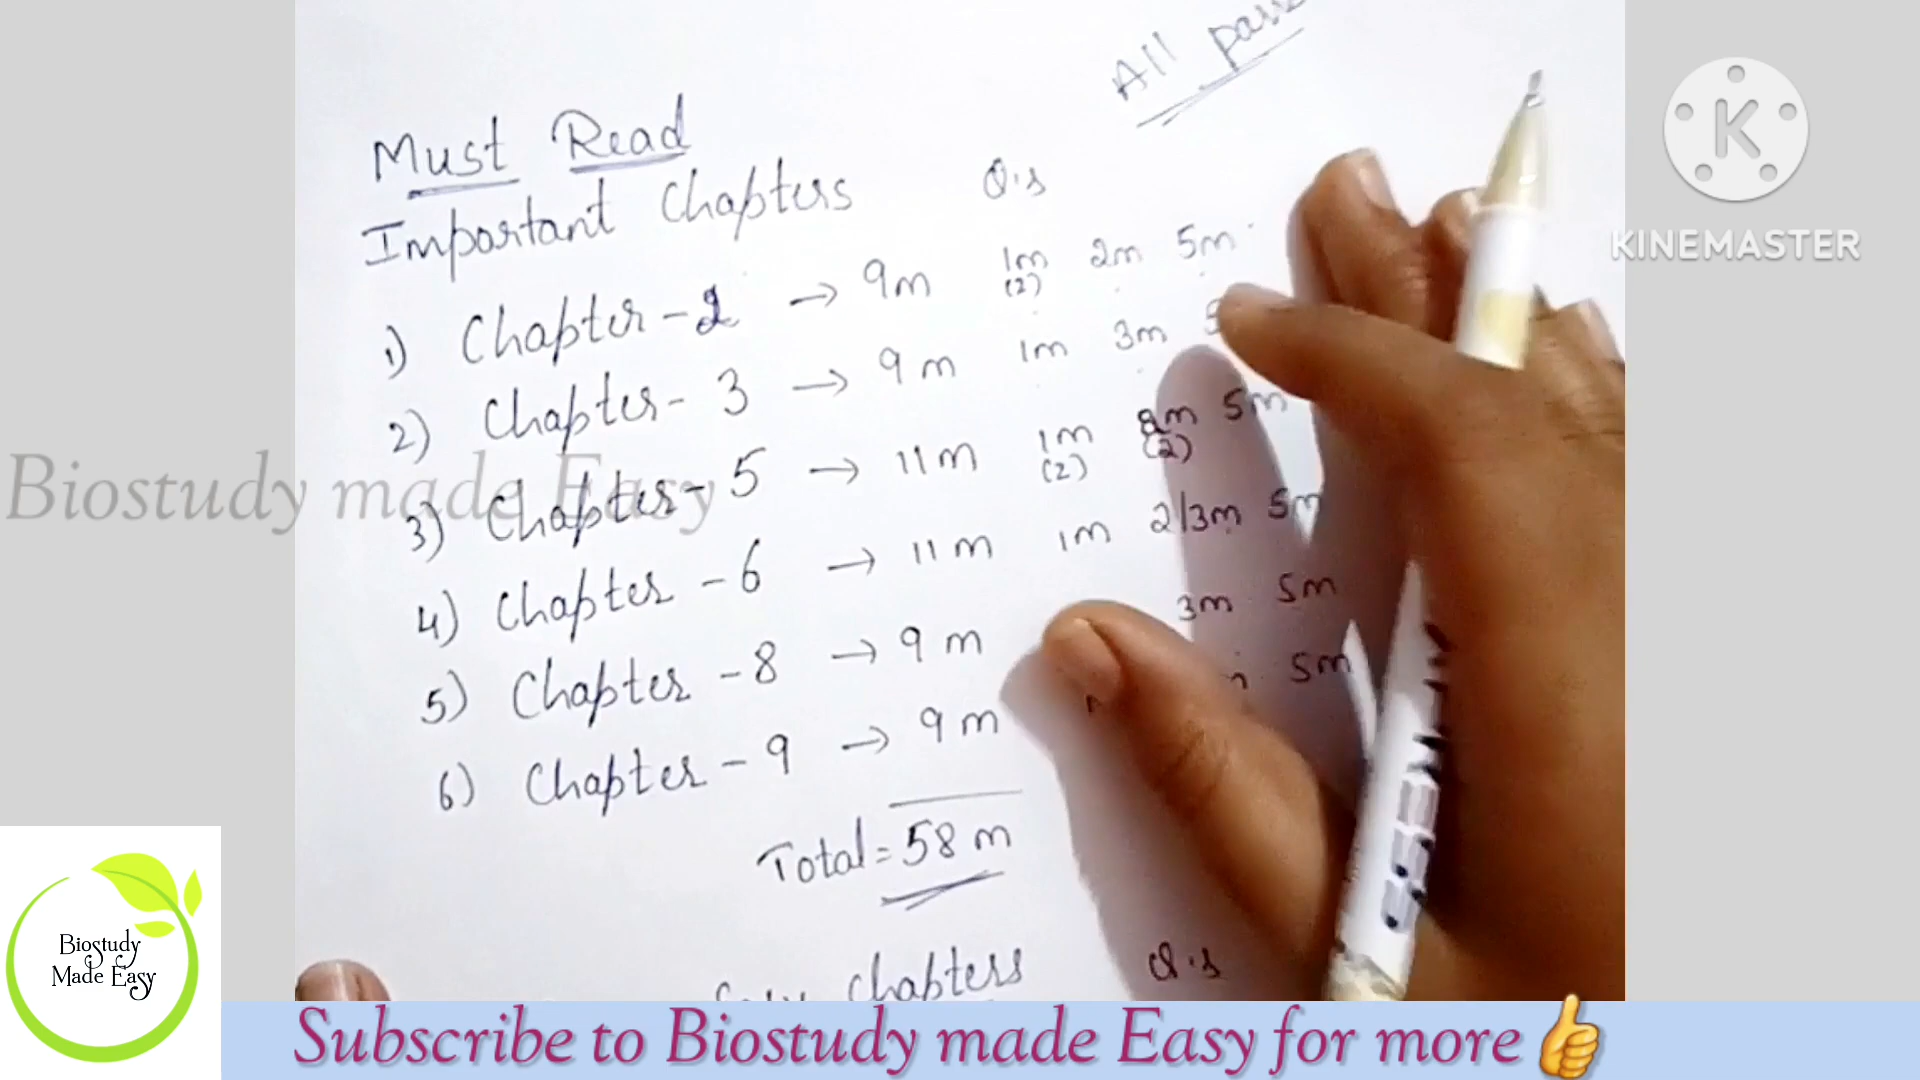 All pass
Must Read
Important Chapters Q.s
1) Chapter - 2 → 9m 1m (2) 2m 5m
2) Chapter - 3 → 9m 1m 3m
3) Chapter - 5 → 11m 1m (2) 2m (2) 5m
4) Chapter - 6 → 11m 1m 2/3m 5m
5) Chapter - 8 → 9m 3m 5m
6) Chapter - 9 → 9m 5m
Total = 58m
Chapters Q.s
KINEMASTER
Biostudy made Easy
Biostudy
Made Easy
Subscribe to Biostudy made Easy for more